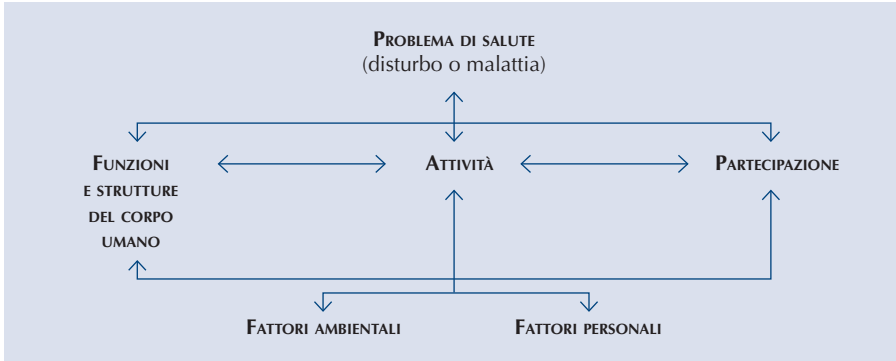 PROBLEMA DI SALUTE
(disturbo o malattia)
FUNZIONI
E STRUTTURE
DEL CORPO
UMANO
ATTIVITÀ
PARTECIPAZIONE
FATTORI AMBIENTALI
FATTORI PERSONALI